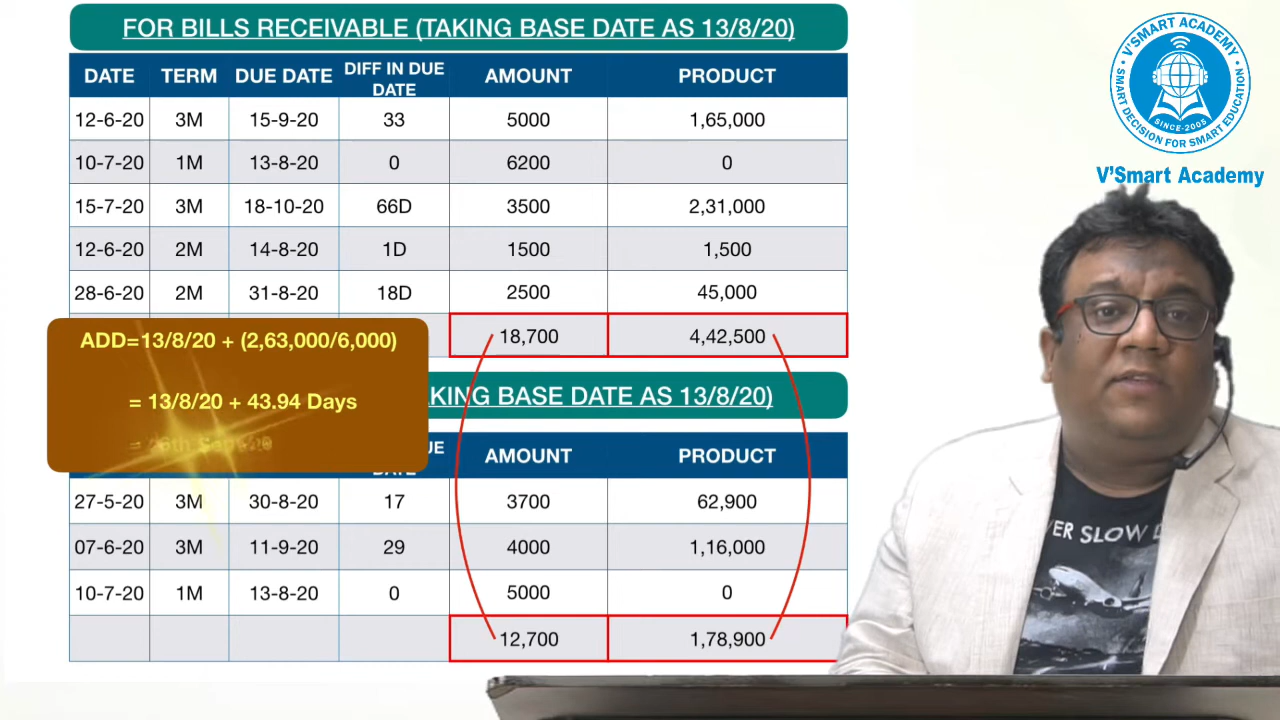 FOR BILLS RECEIVABLE (TAKING BASE DATE AS 13/8/20)
DATE TERM DUE DATE DIFF IN DUE DATE AMOUNT PRODUCT
12-6-20 3M 15-9-20 33 5000 1,65,000
10-7-20 1M 13-8-20 0 6200 0
15-7-20 3M 18-10-20 66D 3500 2,31,000
12-6-20 2M 14-8-20 1D 1500 1,500
28-6-20 2M 31-8-20 18D 2500 45,000
18,700 4,42,500
ADD=13/8/20 + (2,63,000/6,000)
= 13/8/20 + 43.94 Days
KING BASE DATE AS 13/8/20)
UE DATE AMOUNT PRODUCT
27-5-20 3M 30-8-20 17 3700 62,900
07-6-20 3M 11-9-20 29 4000 1,16,000
10-7-20 1M 13-8-20 0 5000 0
12,700 1,78,900
V'SMART ACADEMY
SMART DECISION FOR SMART EDUCATION
SINCE-2005
V'Smart Academy
VER SLOW D